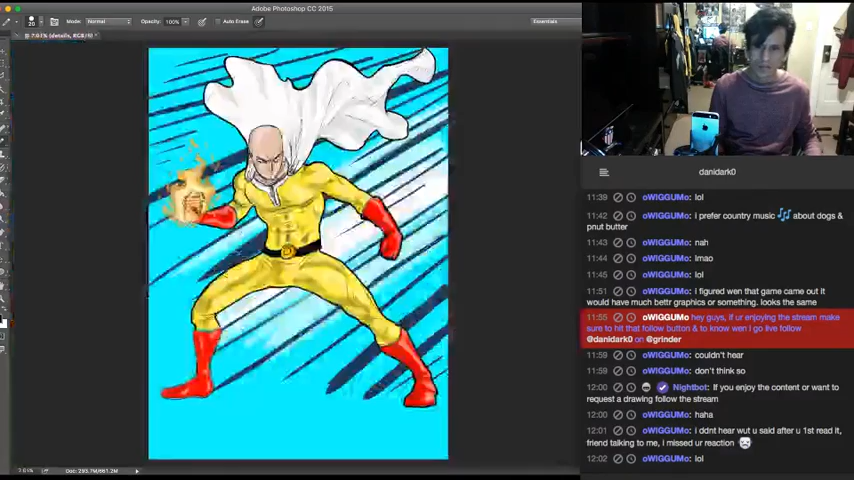 Adobe Photoshop CC 2015
20 Mode: Normal Opacity: 100% Auto Erase Essentials
danidark0
11:39 oWIGGUMo: lol
11:42 oWIGGUMo: i prefer country music 🎶 about dogs &
pnut butter
11:43 oWIGGUMo: nah
11:44 oWIGGUMo: lmao
11:45 oWIGGUMo: lol
11:51 oWIGGUMo: i figured wen that game came out it
would have much bettr graphics or something. looks the same
11:55 oWIGGUMo hey guys, if ur enjoying the stream make
sure to hit that follow button & to know wen i go live follow
@danidark0 on @grinder
11:59 oWIGGUMo: couldn't hear
11:59 oWIGGUMo: don't think so
12:00 Nightbot: If you enjoy the content or want to
request a drawing follow the stream
12:00 oWIGGUMo: haha
12:01 oWIGGUMo: i ddnt hear wut u said after u 1st read it,
friend talking to me, i missed ur reaction
12:02 oWIGGUMo: lol
Doc: 293.7M/661.2M